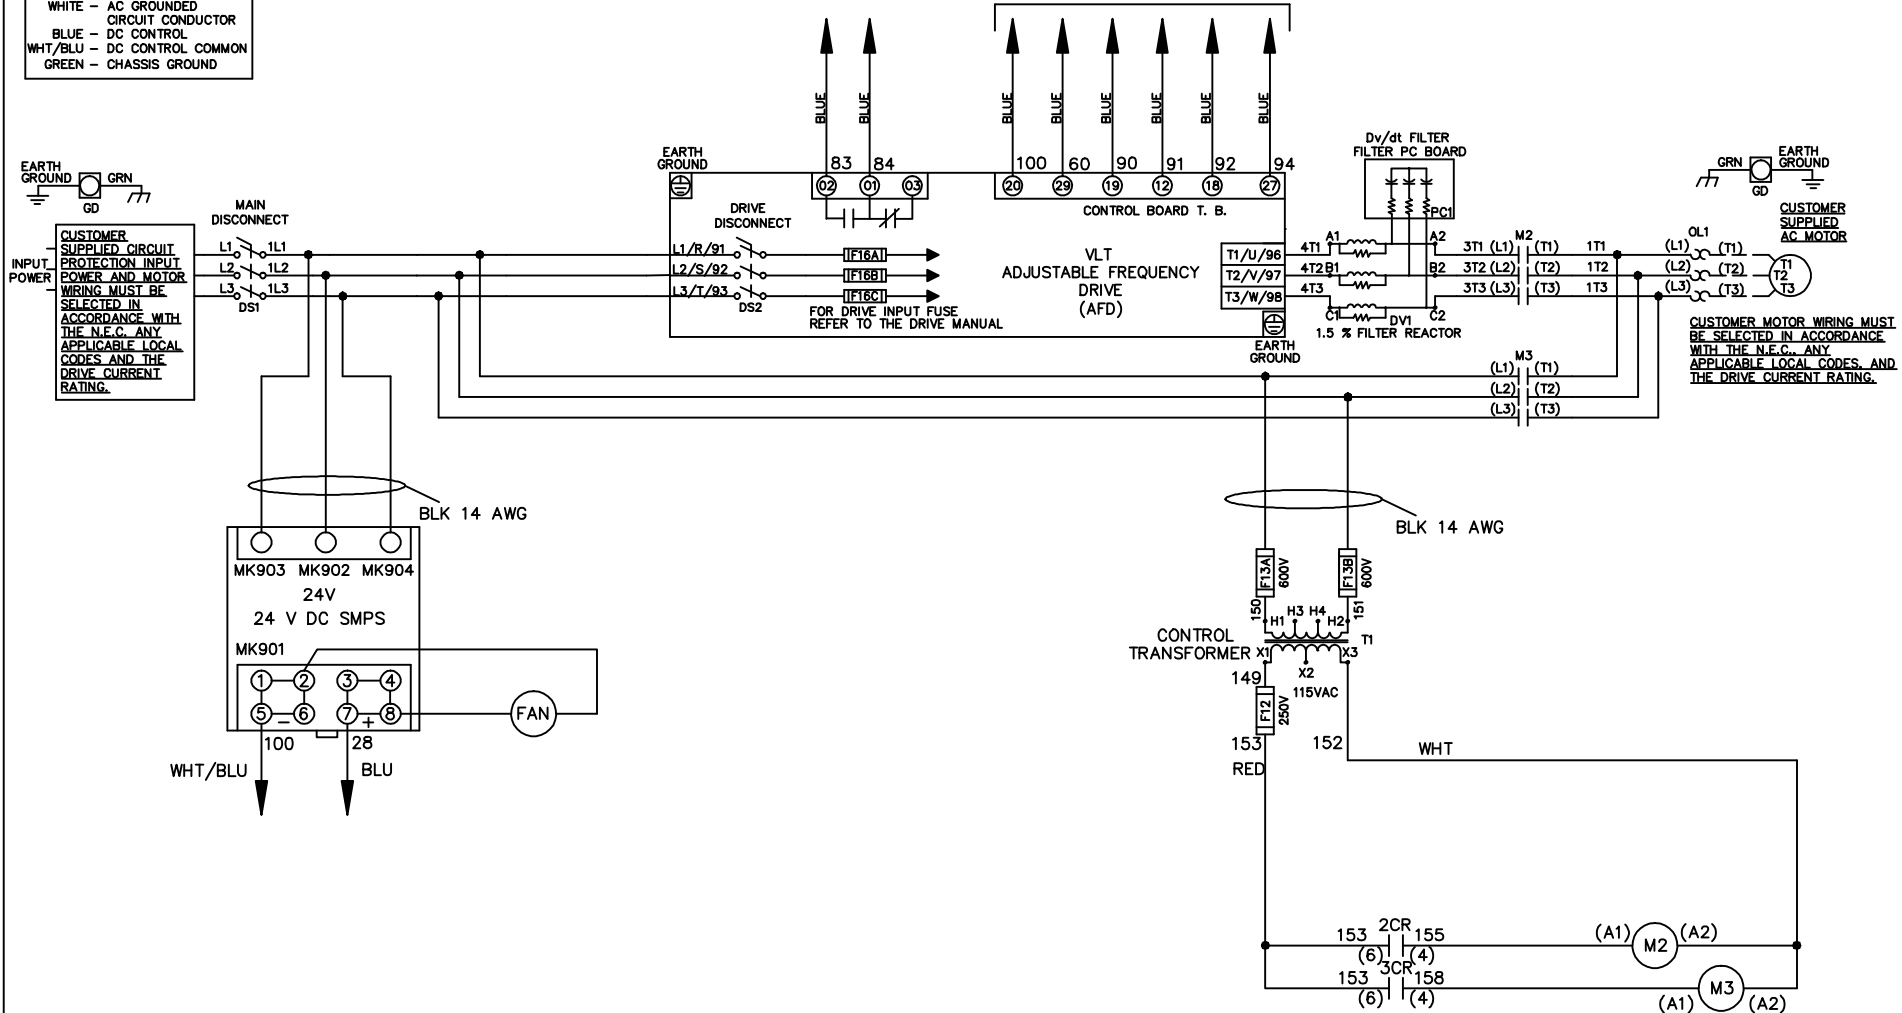 WHITE – AC GROUNDED
CIRCUIT CONDUCTOR
BLUE – DC CONTROL
WHT/BLU – DC CONTROL COMMON
GREEN – CHASSIS GROUND
BLUE BLUE BLUE BLUE BLUE BLUE BLUE BLUE
83 84 100 60 90 91 92 94
02 01 03 20 29 19 12 18 27
CONTROL BOARD T. B.
EARTH
GROUND
GRN
GD
INPUT
POWER
CUSTOMER
SUPPLIED CIRCUIT
PROTECTION INPUT
POWER AND MOTOR
WIRING MUST BE
SELECTED IN
ACCORDANCE WITH
THE N.E.C. ANY
APPLICABLE LOCAL
CODES AND THE
DRIVE CURRENT
RATING.
MAIN
DISCONNECT
L1 1L1
L2 1L2
L3 1L3
DS1
EARTH
GROUND
DRIVE
DISCONNECT
L1/R/91
L2/S/92
L3/T/93
DS2
F16A
F16B
F16C
FOR DRIVE INPUT FUSE
REFER TO THE DRIVE MANUAL
VLT
ADJUSTABLE FREQUENCY
DRIVE
(AFD)
T1/U/96
T2/V/97
T3/W/98
EARTH
GROUND
Dv/dt FILTER
FILTER PC BOARD
PC1
4T1 A1 A2
4T2 B1 B2
4T3 C1 C2
DV1
1.5 % FILTER REACTOR
M2
3T1 (L1) (T1) 1T1
3T2 (L2) (T2) 1T2
3T3 (L3) (T3) 1T3
M3
(L1) (T1)
(L2) (T2)
(L3) (T3)
OL1
(L1) (T1)
(L2) (T2)
(L3) (T3)
T1
T2
T3
GRN
EARTH
GROUND
GD
CUSTOMER
SUPPLIED
AC MOTOR
CUSTOMER MOTOR WIRING MUST
BE SELECTED IN ACCORDANCE
WITH THE N.E.C., ANY
APPLICABLE LOCAL CODES, AND
THE DRIVE CURRENT RATING.
BLK 14 AWG
MK903 MK902 MK904
24V
24 V DC SMPS
MK901
1 2 3 4
5 – 6 7 + 8
FAN
100 28
WHT/BLU BLU
BLK 14 AWG
F13A 600V F13B 600V
150 151
H1 H3 H4 H2
CONTROL
TRANSFORMER
T1
X1 X2 X3
115VAC
149
F12 250V
153 152
RED
WHT
2CR
153 155
(6) (4)
(A1) M2 (A2)
3CR
153 158
(6) (4)
(A1) M3 (A2)